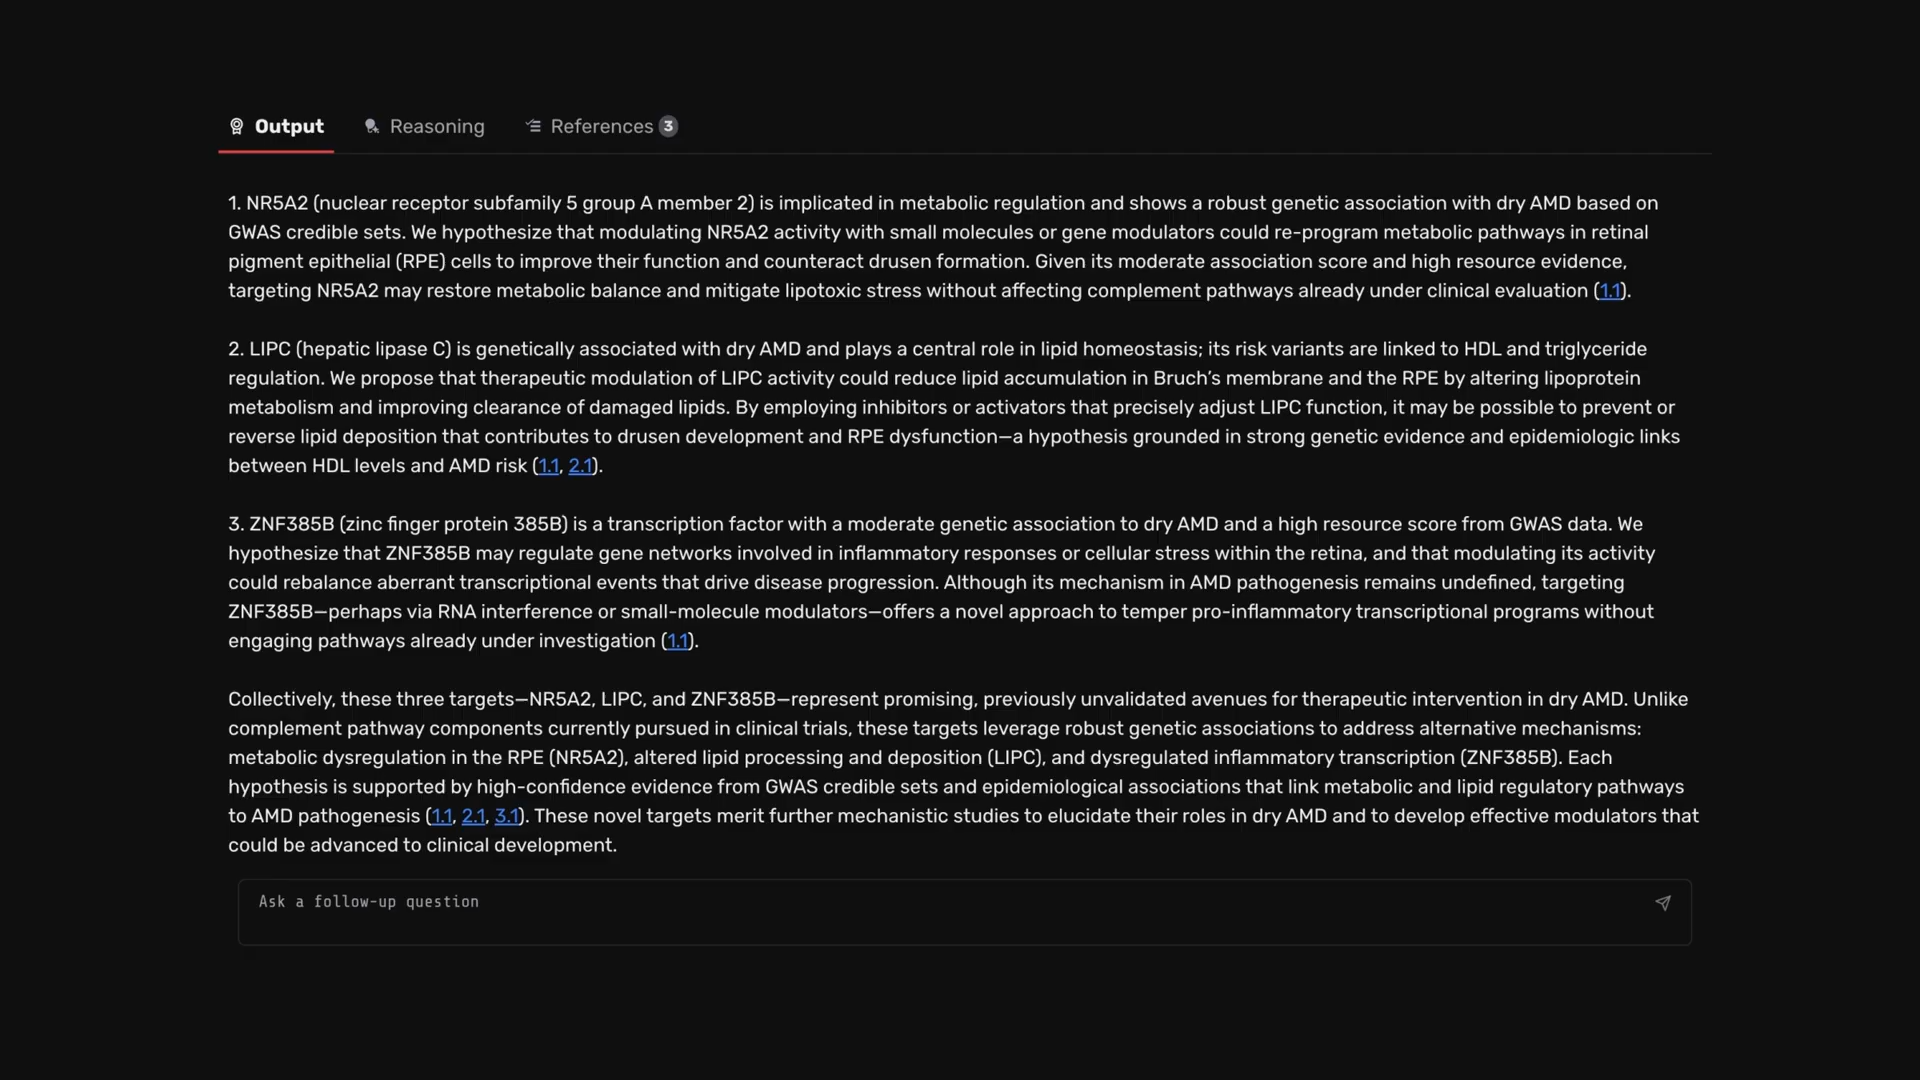 Output
Reasoning
References 3
1. NR5A2 (nuclear receptor subfamily 5 group A member 2) is implicated in metabolic regulation and shows a robust genetic association with dry AMD based on
GWAS credible sets. We hypothesize that modulating NR5A2 activity with small molecules or gene modulators could re-program metabolic pathways in retinal
pigment epithelial (RPE) cells to improve their function and counteract drusen formation. Given its moderate association score and high resource evidence,
targeting NR5A2 may restore metabolic balance and mitigate lipotoxic stress without affecting complement pathways already under clinical evaluation (1.1).
2. LIPC (hepatic lipase C) is genetically associated with dry AMD and plays a central role in lipid homeostasis; its risk variants are linked to HDL and triglyceride
regulation. We propose that therapeutic modulation of LIPC activity could reduce lipid accumulation in Bruch's membrane and the RPE by altering lipoprotein
metabolism and improving clearance of damaged lipids. By employing inhibitors or activators that precisely adjust LIPC function, it may be possible to prevent or
reverse lipid deposition that contributes to drusen development and RPE dysfunction—a hypothesis grounded in strong genetic evidence and epidemiologic links
between HDL levels and AMD risk (1.1, 2.1).
3. ZNF385B (zinc finger protein 385B) is a transcription factor with a moderate genetic association to dry AMD and a high resource score from GWAS data. We
hypothesize that ZNF385B may regulate gene networks involved in inflammatory responses or cellular stress within the retina, and that modulating its activity
could rebalance aberrant transcriptional events that drive disease progression. Although its mechanism in AMD pathogenesis remains undefined, targeting
ZNF385B—perhaps via RNA interference or small-molecule modulators—offers a novel approach to temper pro-inflammatory transcriptional programs without
engaging pathways already under investigation (1.1).
Collectively, these three targets—NR5A2, LIPC, and ZNF385B—represent promising, previously unvalidated avenues for therapeutic intervention in dry AMD. Unlike
complement pathway components currently pursued in clinical trials, these targets leverage robust genetic associations to address alternative mechanisms:
metabolic dysregulation in the RPE (NR5A2), altered lipid processing and deposition (LIPC), and dysregulated inflammatory transcription (ZNF385B). Each
hypothesis is supported by high-confidence evidence from GWAS credible sets and epidemiological associations that link metabolic and lipid regulatory pathways
to AMD pathogenesis (1.1, 2.1, 3.1). These novel targets merit further mechanistic studies to elucidate their roles in dry AMD and to develop effective modulators that
could be advanced to clinical development.
Ask a follow-up question